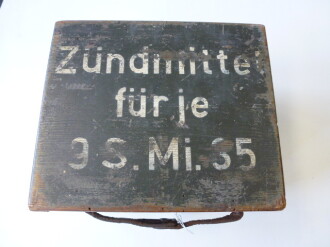 Zündmittel
für je
9 S. Mi. 35